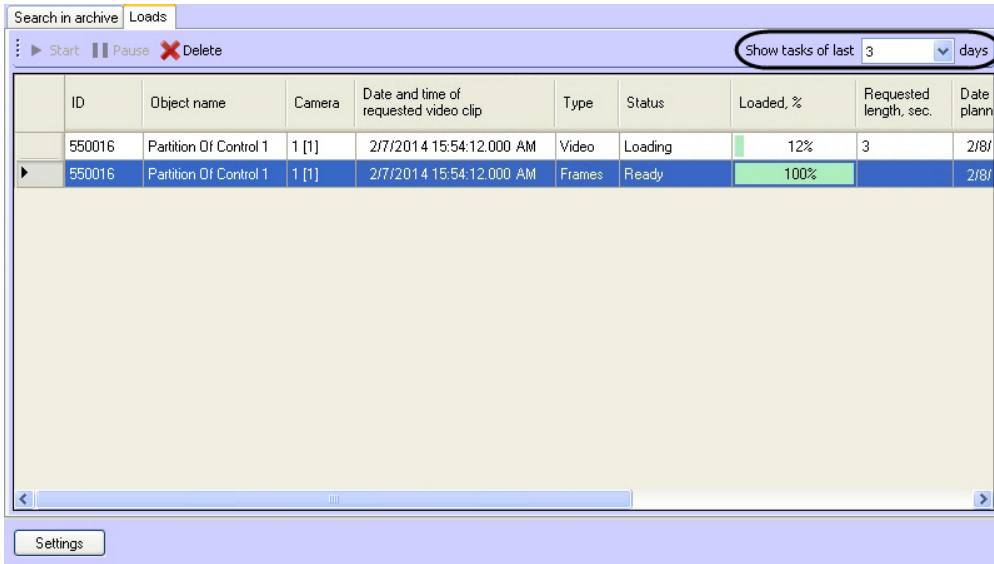 Search in archive Loads
Start Pause Delete Show tasks of last 3 days
ID Object name Camera Date and time of requested video clip Type Status Loaded, % Requested length, sec. Date plann
550016 Partition Of Control 1 1 [1] 2/7/2014 15:54:12.000 AM Video Loading 12% 3 2/8/
550016 Partition Of Control 1 1 [1] 2/7/2014 15:54:12.000 AM Frames Ready 100% 2/8/
Settings